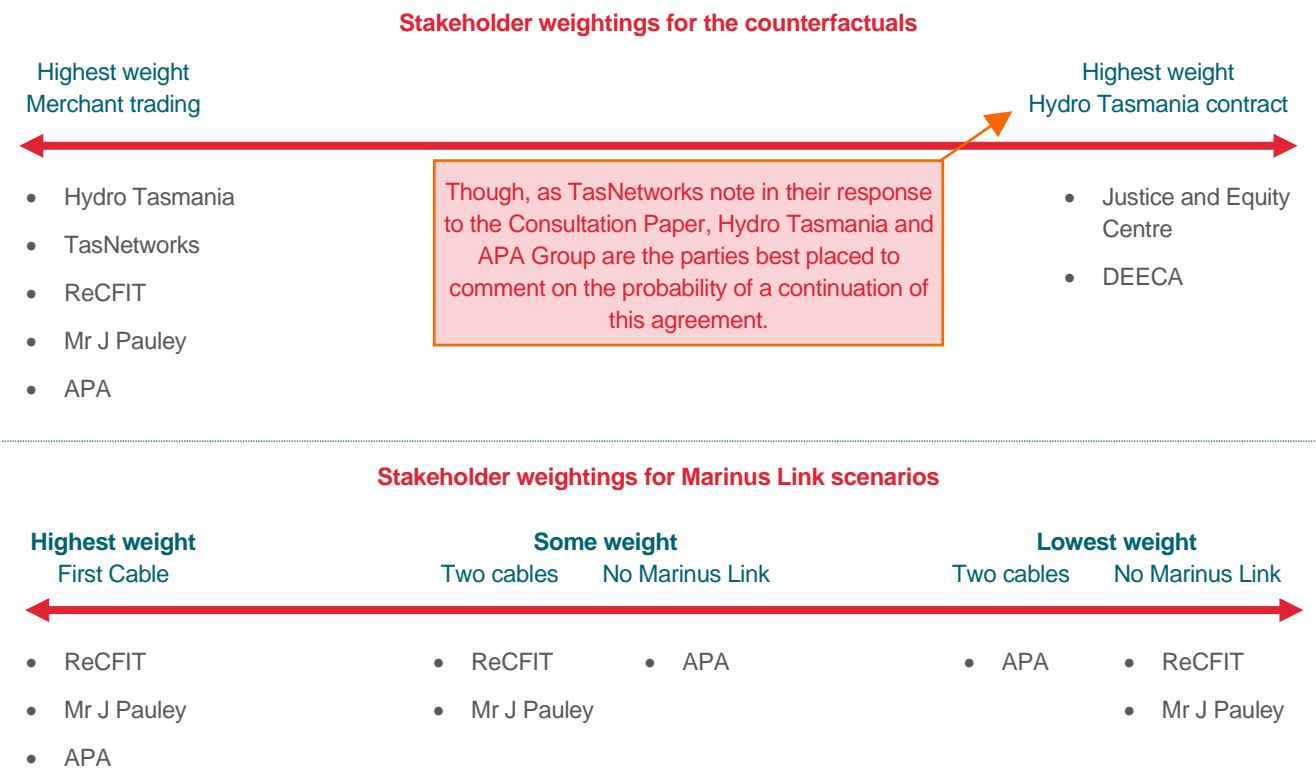 Stakeholder weightings for the counterfactuals
Highest weight
Merchant trading
Highest weight
Hydro Tasmania contract
• Hydro Tasmania
• TasNetworks
• ReCFIT
• Mr J Pauley
• APA
Though, as TasNetworks note in their response
to the Consultation Paper, Hydro Tasmania and
APA Group are the parties best placed to
comment on the probability of a continuation of
this agreement.
• Justice and Equity
Centre
• DEECA
Stakeholder weightings for Marinus Link scenarios
Highest weight
First Cable
Some weight
Two cables No Marinus Link
Lowest weight
Two cables No Marinus Link
• ReCFIT
• Mr J Pauley
• APA
• ReCFIT
• Mr J Pauley
• APA
• APA
• ReCFIT
• Mr J Pauley